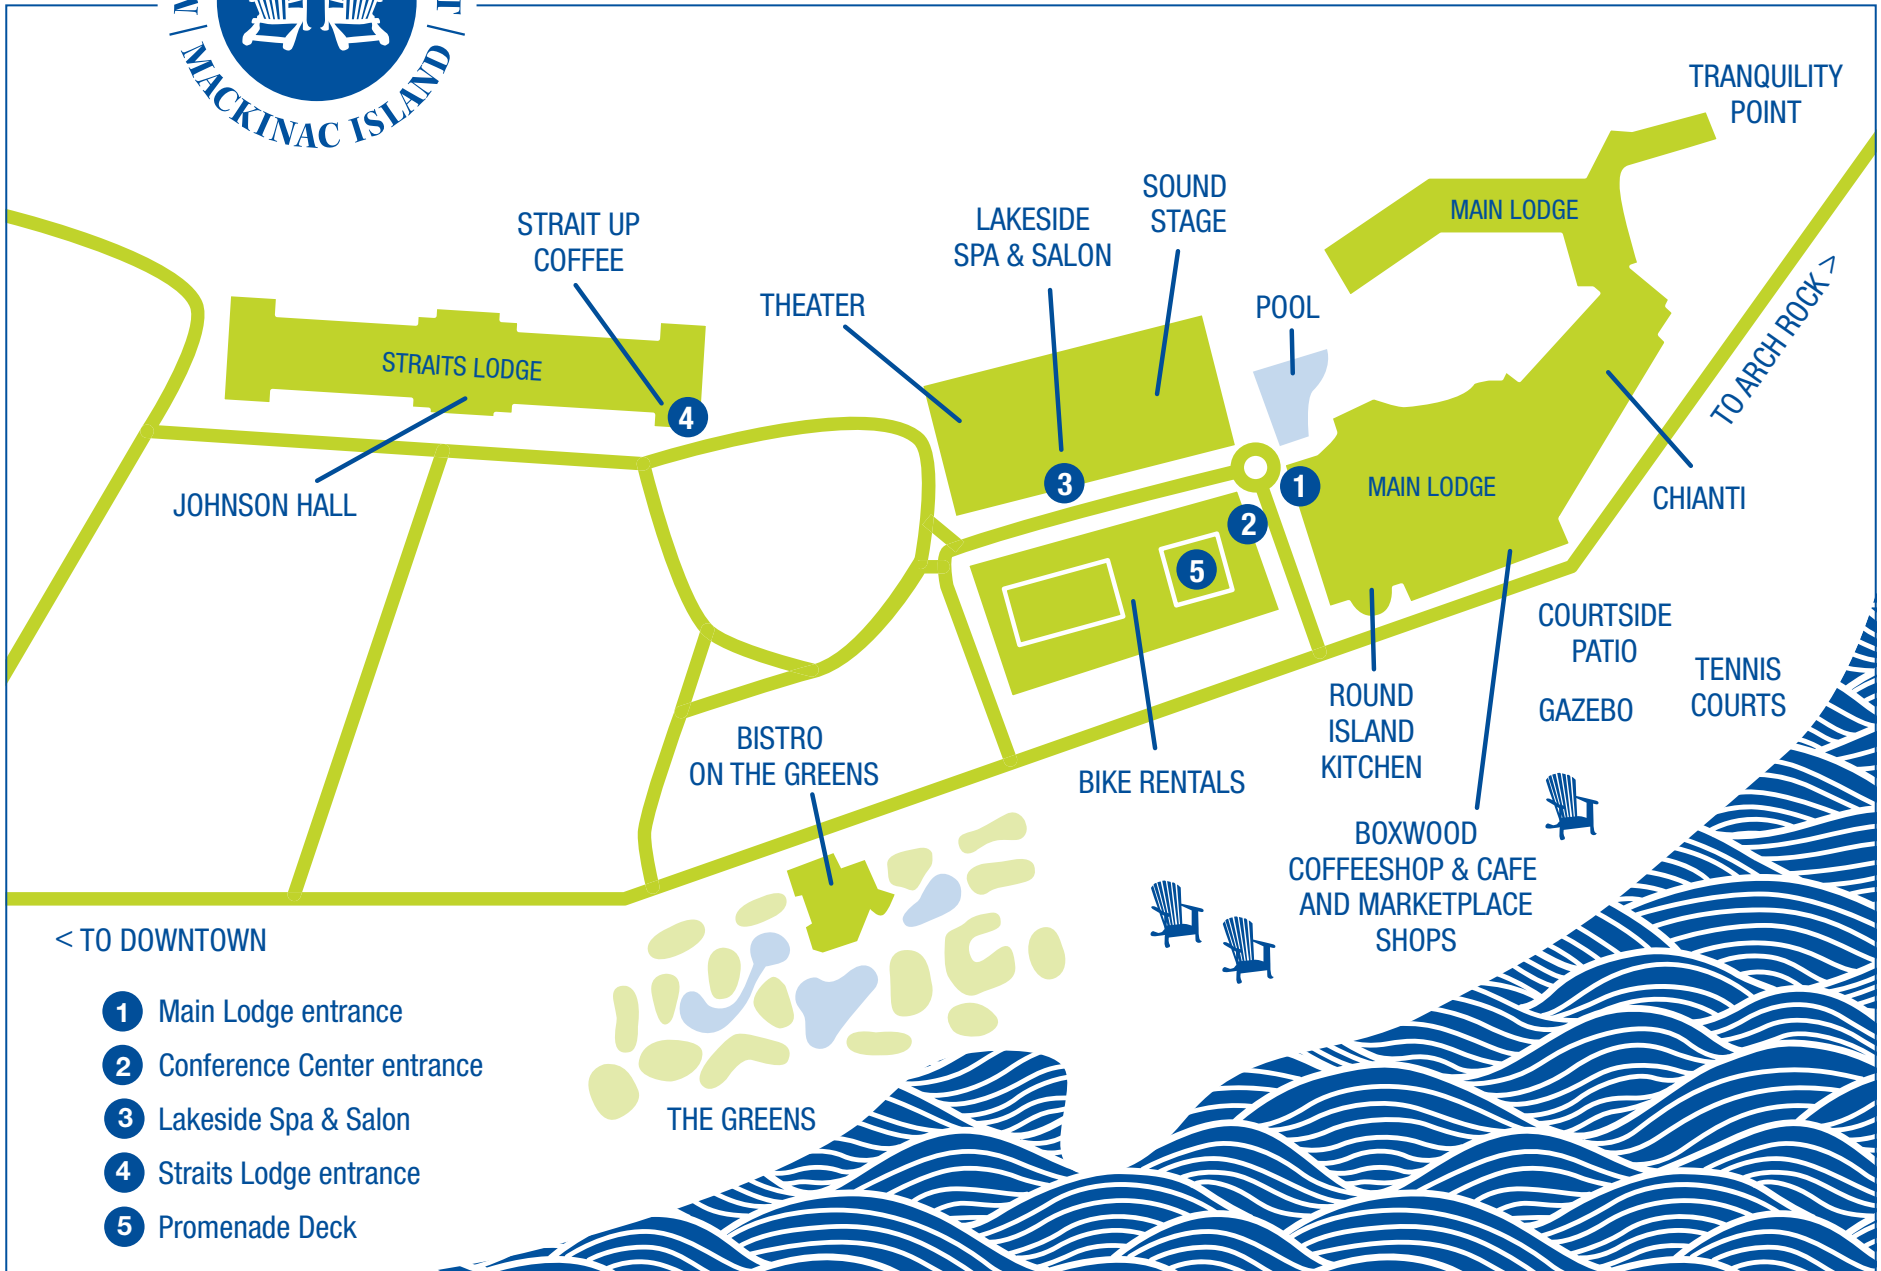 MACKINAC ISLAND
TRANQUILITY
POINT
SOUND
STAGE
LAKESIDE
SPA & SALON
STRAIT UP
COFFEE
MAIN LODGE
THEATER
POOL
TO ARCH ROCK >
STRAITS LODGE
4
JOHNSON HALL
3
1
MAIN LODGE
CHIANTI
2
5
COURTSIDE
PATIO
TENNIS
COURTS
GAZEBO
ROUND
ISLAND
KITCHEN
BISTRO
ON THE GREENS
BIKE RENTALS
BOXWOOD
COFFEESHOP & CAFE
AND MARKETPLACE
SHOPS
< TO DOWNTOWN
1 Main Lodge entrance
2 Conference Center entrance
3 Lakeside Spa & Salon
4 Straits Lodge entrance
5 Promenade Deck
THE GREENS